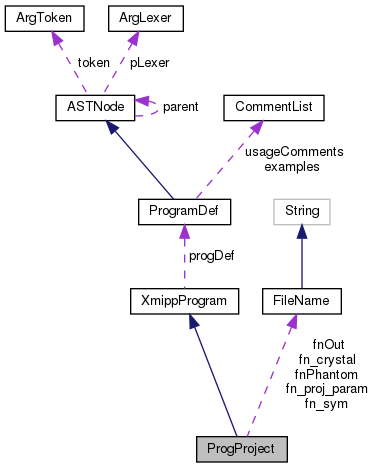 ArgToken
ArgLexer
token
pLexer
ASTNode
parent
CommentList
usageComments
examples
ProgramDef
String
progDef
XmippProgram
FileName
fnOut
fn_crystal
fnPhantom
fn_proj_param
fn_sym
ProgProject